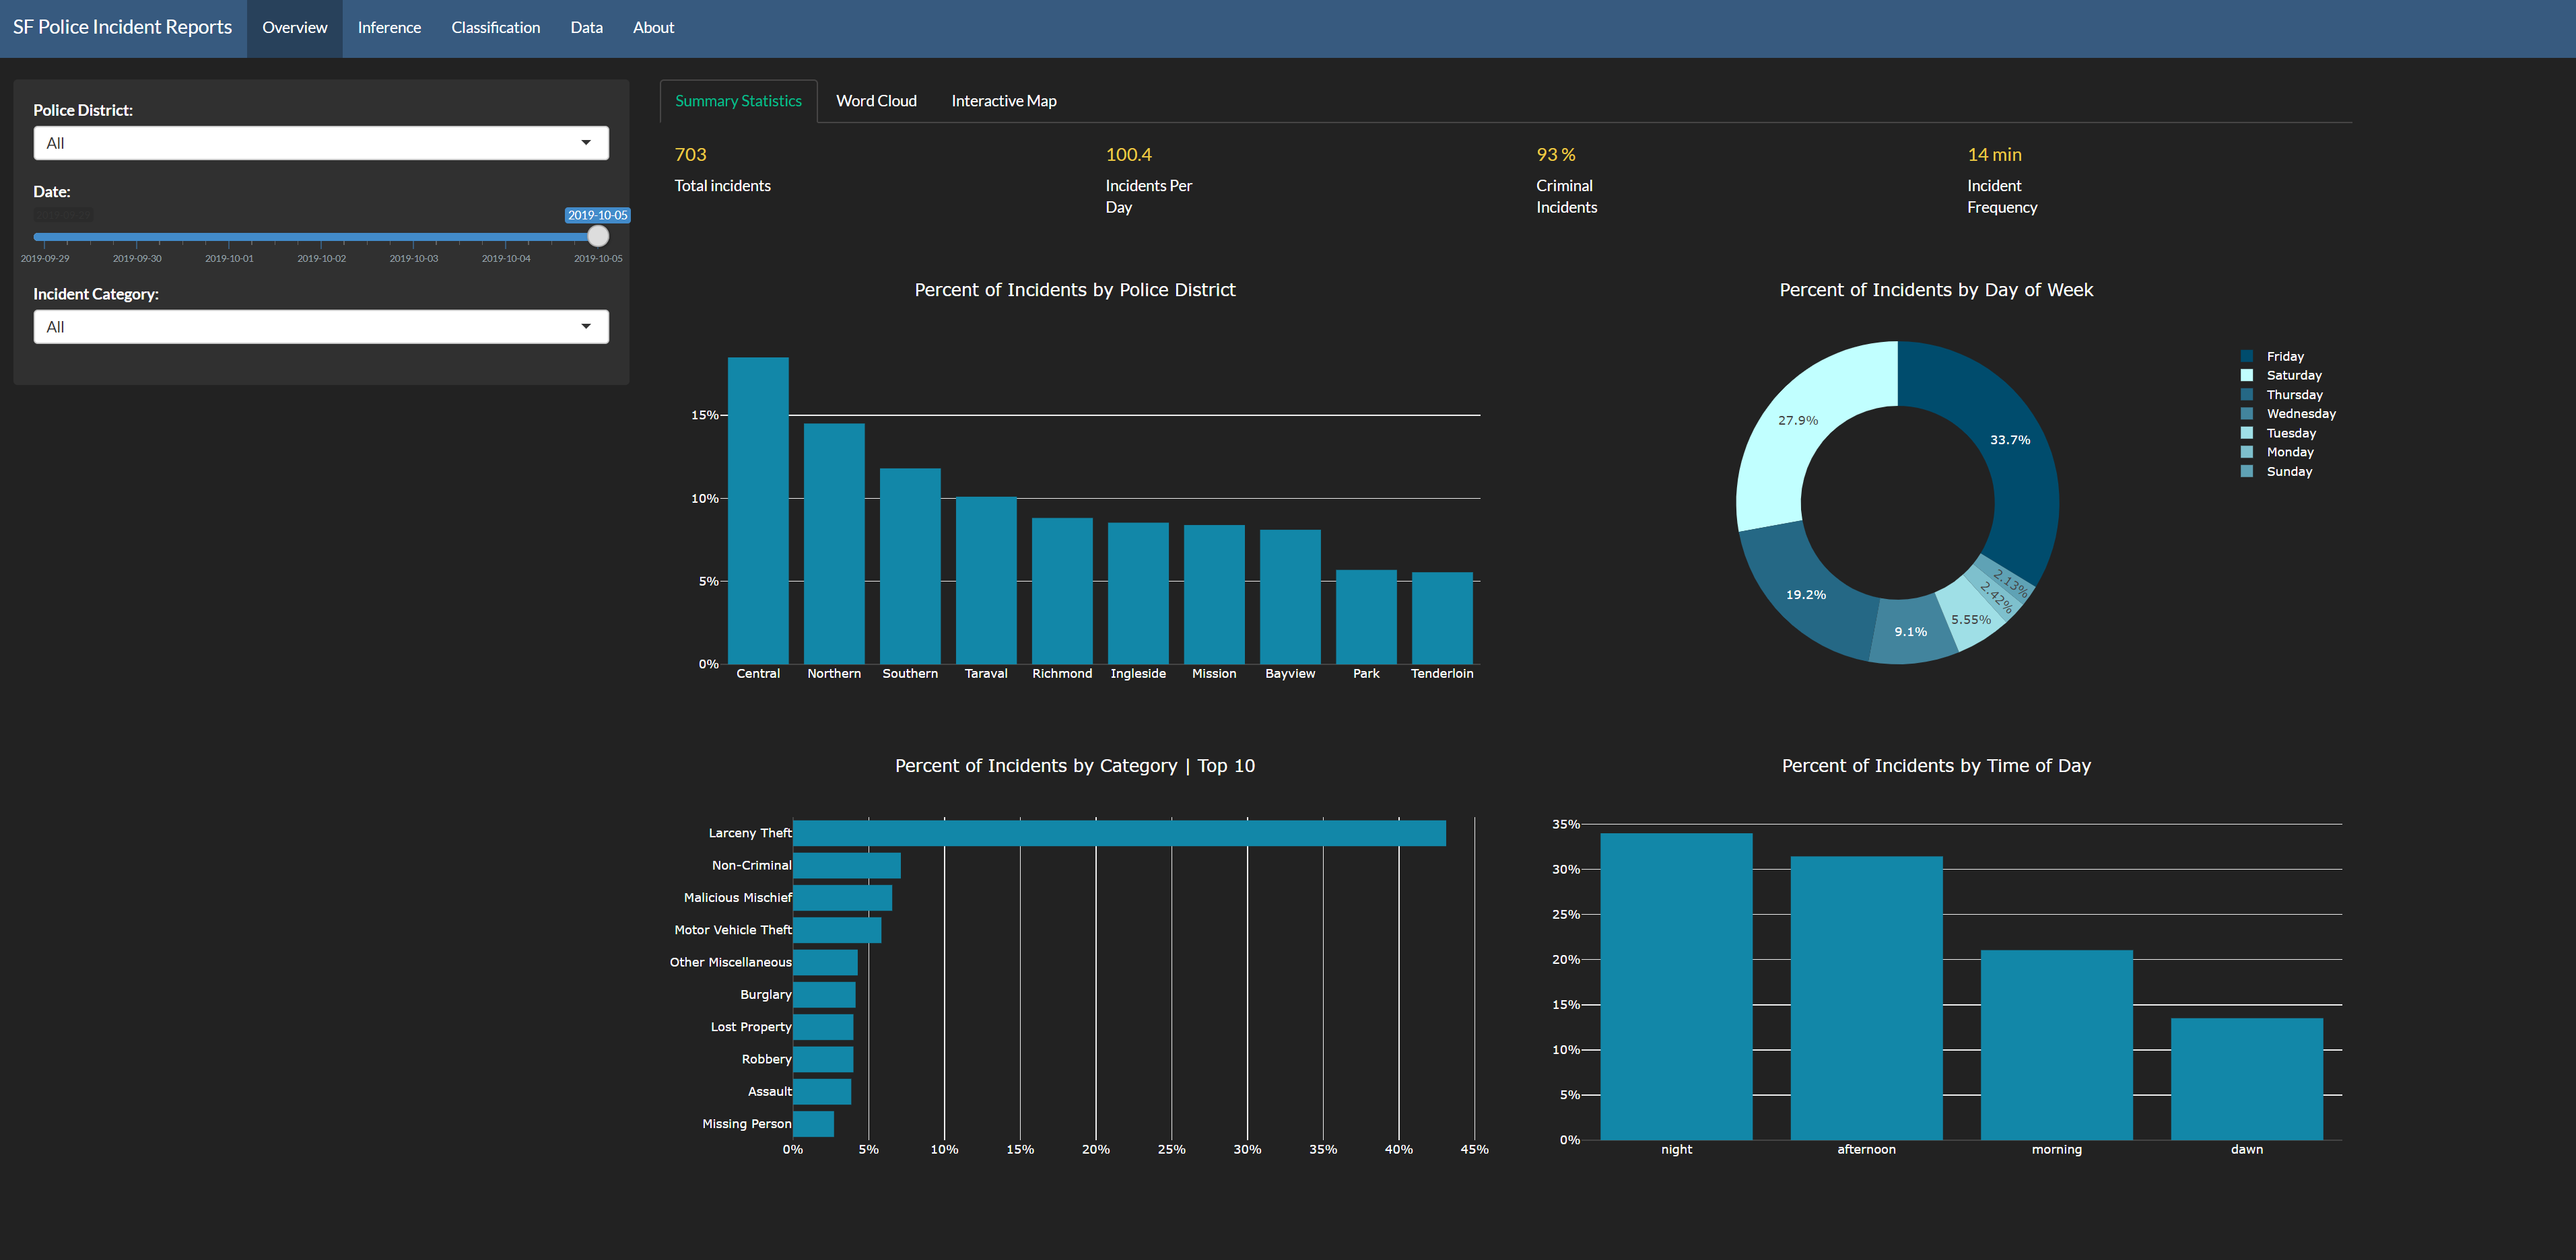 SF Police Incident Reports
Overview
Inference
Classification
Data
About
Police District:
All
Date:
2019-10-05
2019-09-29
2019-09-30
2019-10-01
2019-10-02
2019-10-03
2019-10-04
2019-10-05
Incident Category:
All
Summary Statistics
Word Cloud
Interactive Map
703
Total incidents
100.4
Incidents Per
Day
93 %
Criminal
Incidents
14 min
Incident
Frequency
Percent of Incidents by Police District
15%
10%
5%
0%
Central
Northern
Southern
Taraval
Richmond
Ingleside
Mission
Bayview
Park
Tenderloin
Percent of Incidents by Day of Week
27.9%
33.7%
19.2%
9.1%
5.55%
2.42%
2.13%
Friday
Saturday
Thursday
Wednesday
Tuesday
Monday
Sunday
Percent of Incidents by Category | Top 10
Larceny Theft
Non-Criminal
Malicious Mischief
Motor Vehicle Theft
Other Miscellaneous
Burglary
Lost Property
Robbery
Assault
Missing Person
0%
5%
10%
15%
20%
25%
30%
35%
40%
45%
Percent of Incidents by Time of Day
35%
30%
25%
20%
15%
10%
5%
0%
night
afternoon
morning
dawn